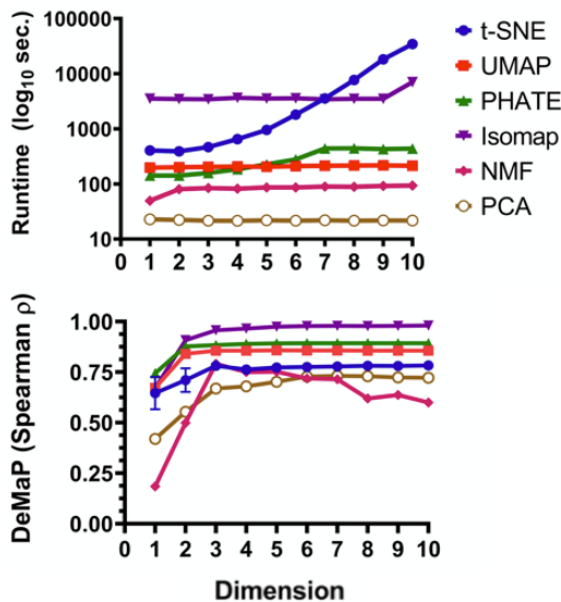 Runtime (log₁₀ sec.)
100000
10000
1000
100
10
0 1 2 3 4 5 6 7 8 9 10
t-SNE
UMAP
PHATE
Isomap
NMF
PCA
DeMaP (Spearman ρ)
1.00
0.75
0.50
0.25
0.00
0 1 2 3 4 5 6 7 8 9 10
Dimension